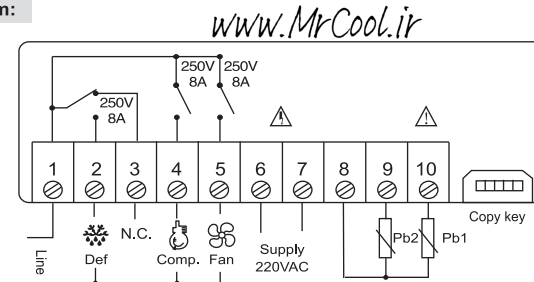 m:
www.MrCool.ir
250V 250V
8A 8A
250V
8A
1 2 3 4 5 6 7 8 9 10
Copy key
Line
Def
N.C.
Comp.
Fan
Supply
220VAC
Pb2
Pb1